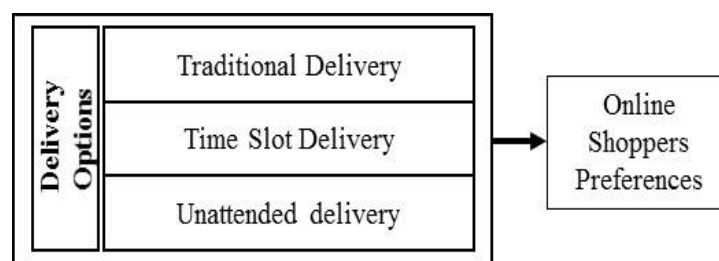 Delivery
Options
Traditional Delivery
Time Slot Delivery
Unattended delivery
Online
Shoppers
Preferences